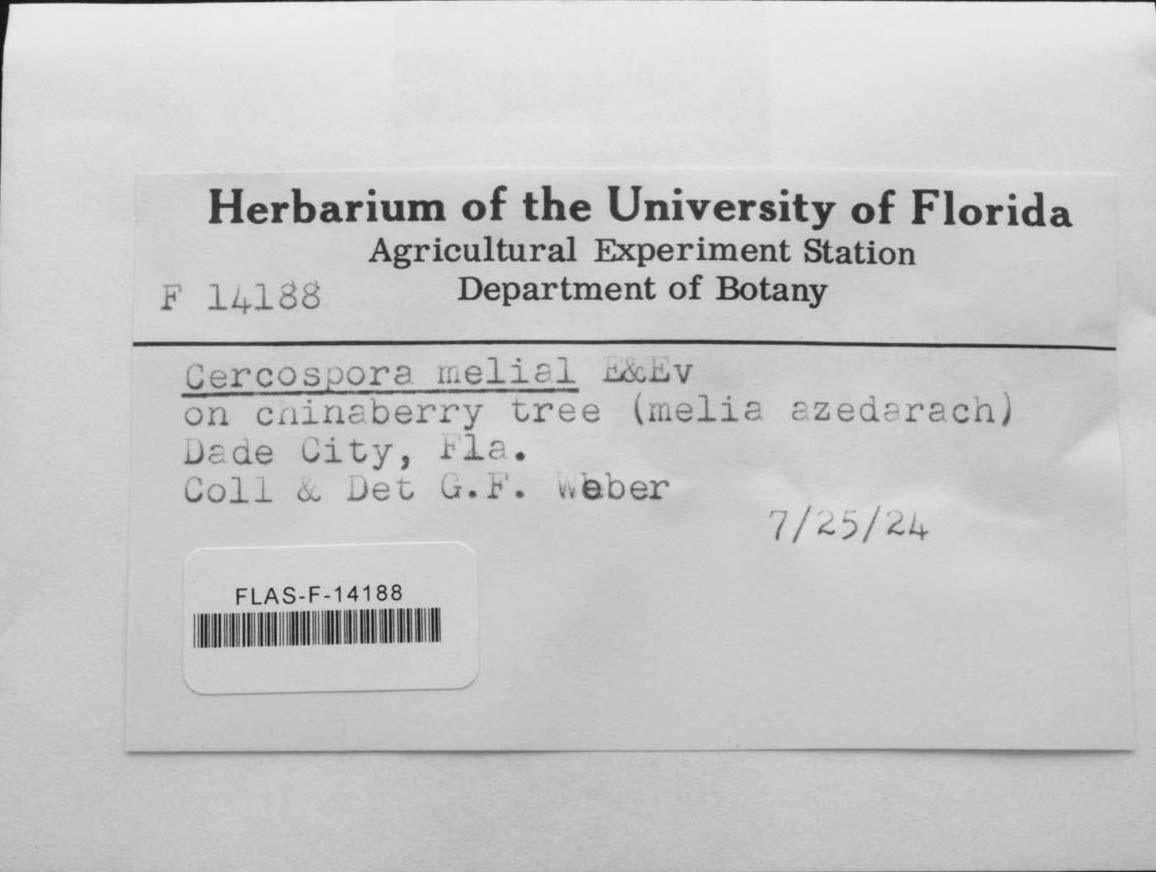 Herbarium of the University of Florida
Agricultural Experiment Station
Department of Botany
F 14188
Cercospora melial E&Ev
on chinaberry tree (melia azedarach)
Dade City, Fla.
Coll & Det G.F. Weber
7/25/24
FLAS-F-14188